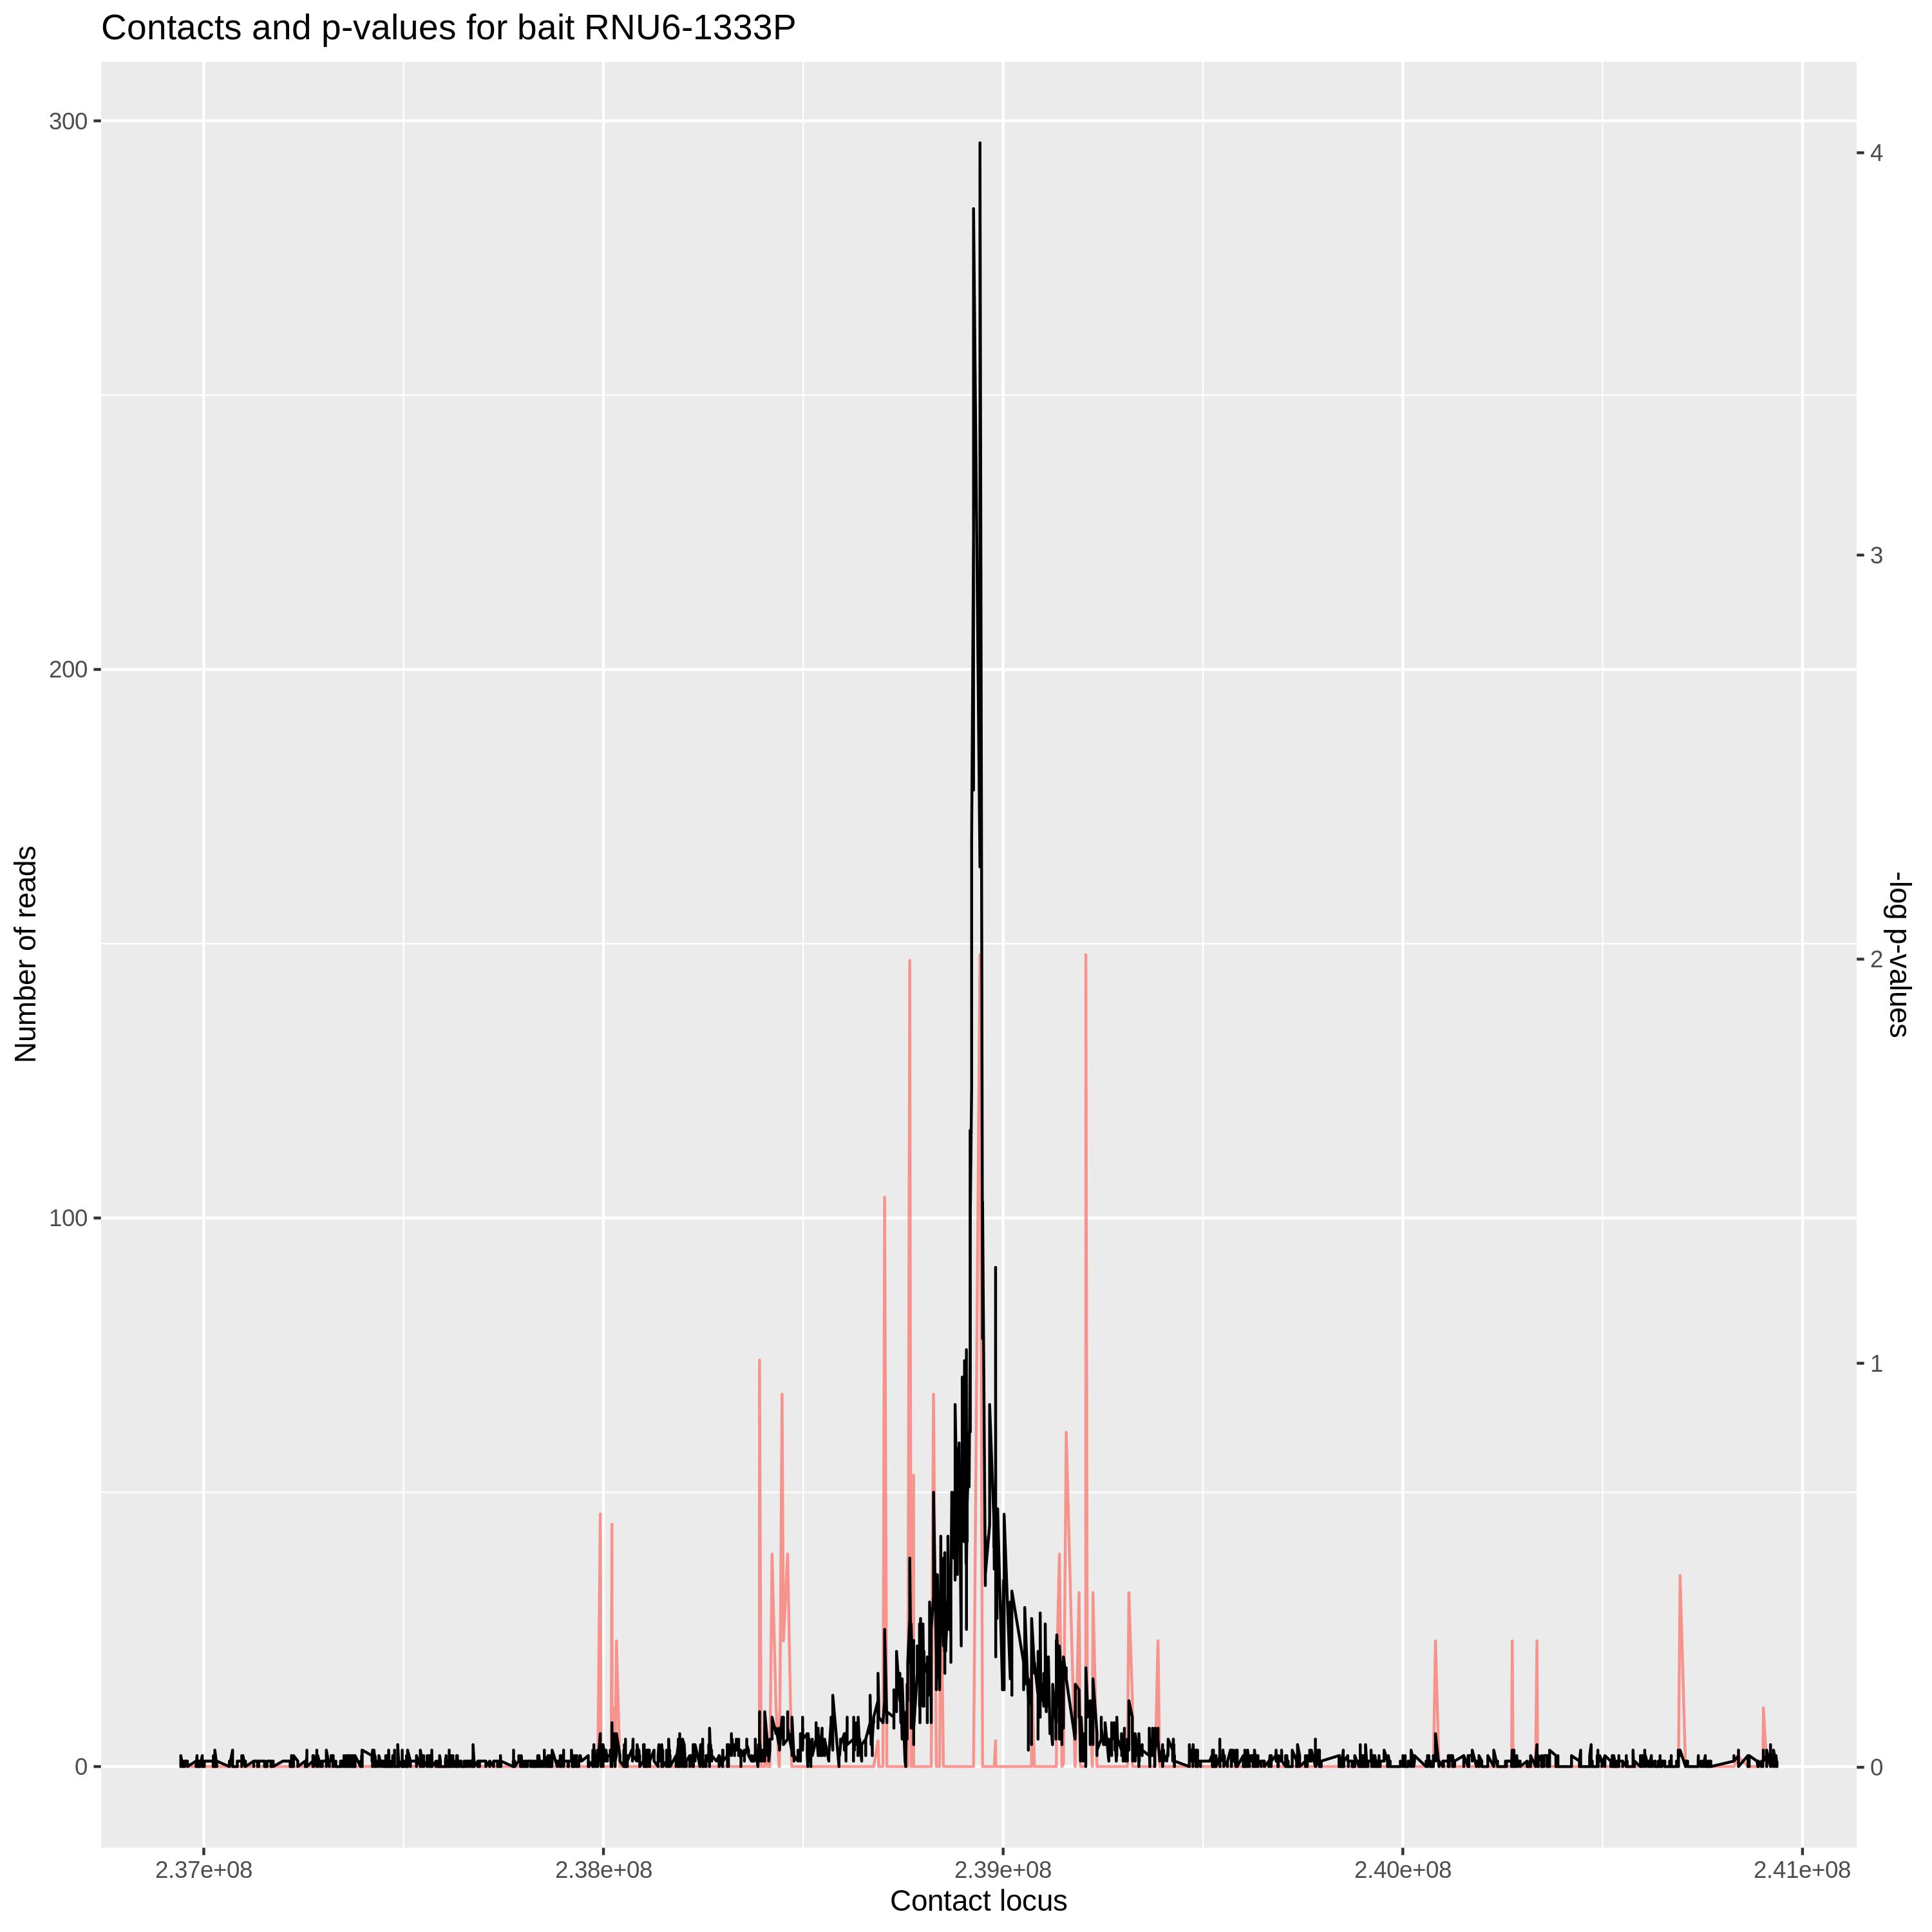 Contacts and p-values for bait RNU6-1333P
300
200
100
0
Number of reads
4
3
2
1
0
-log p-values
2.37e+08 2.38e+08 2.39e+08 2.40e+08 2.41e+08
Contact locus